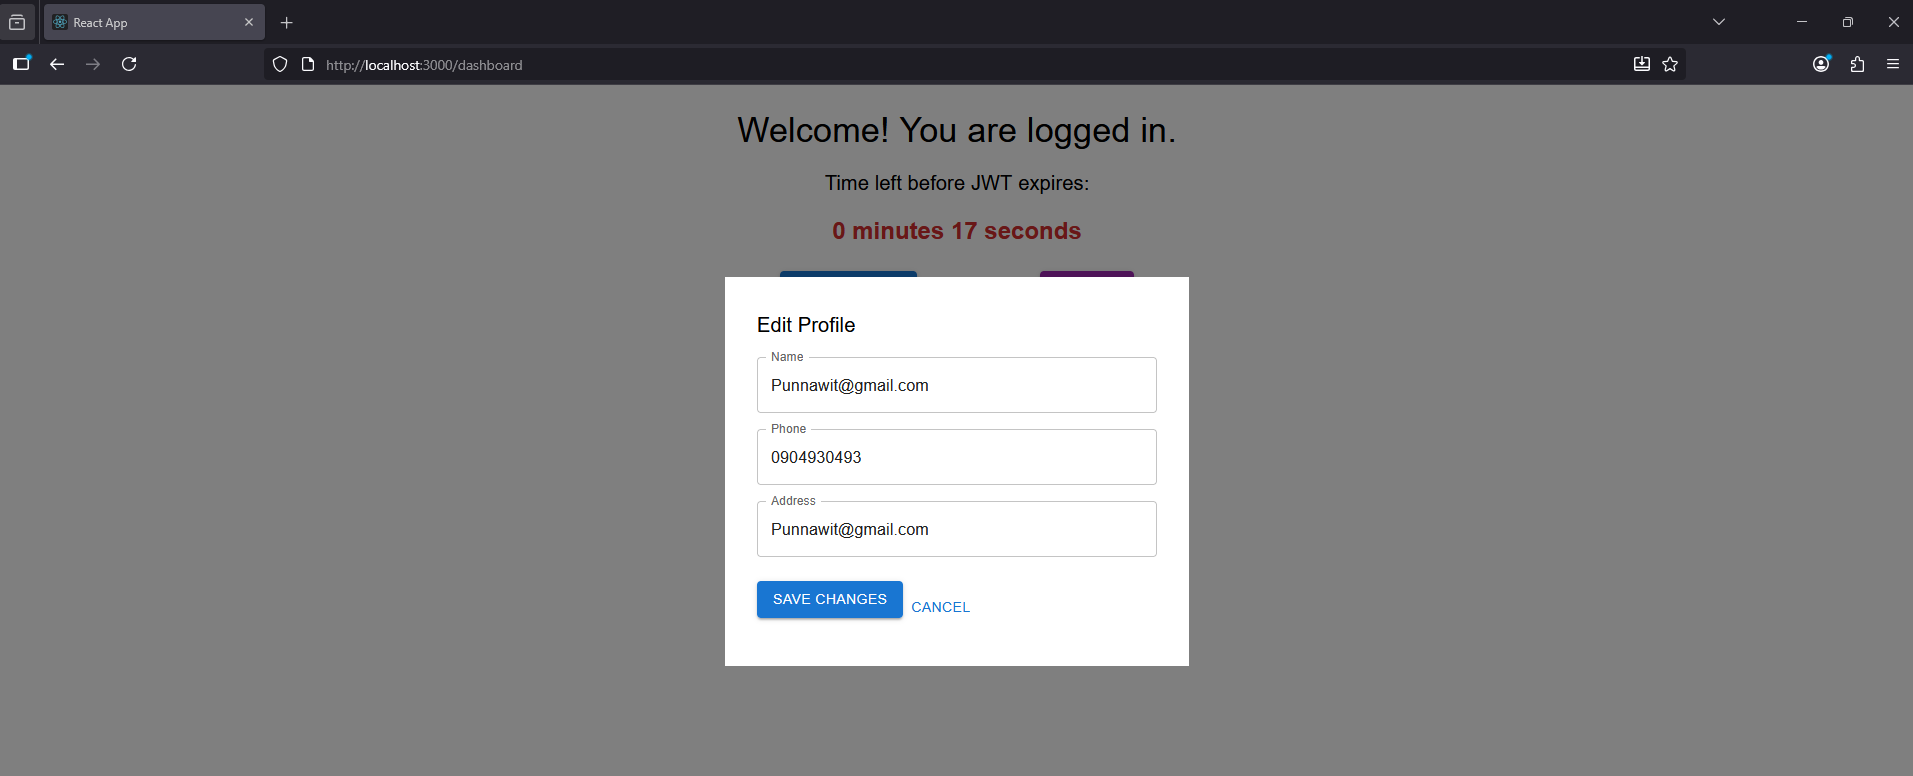 React App
http://localhost:3000/dashboard
Welcome! You are logged in.
Time left before JWT expires:
0 minutes 17 seconds
Edit Profile
Name
Punnawit@gmail.com
Phone
0904930493
Address
Punnawit@gmail.com
SAVE CHANGES
CANCEL